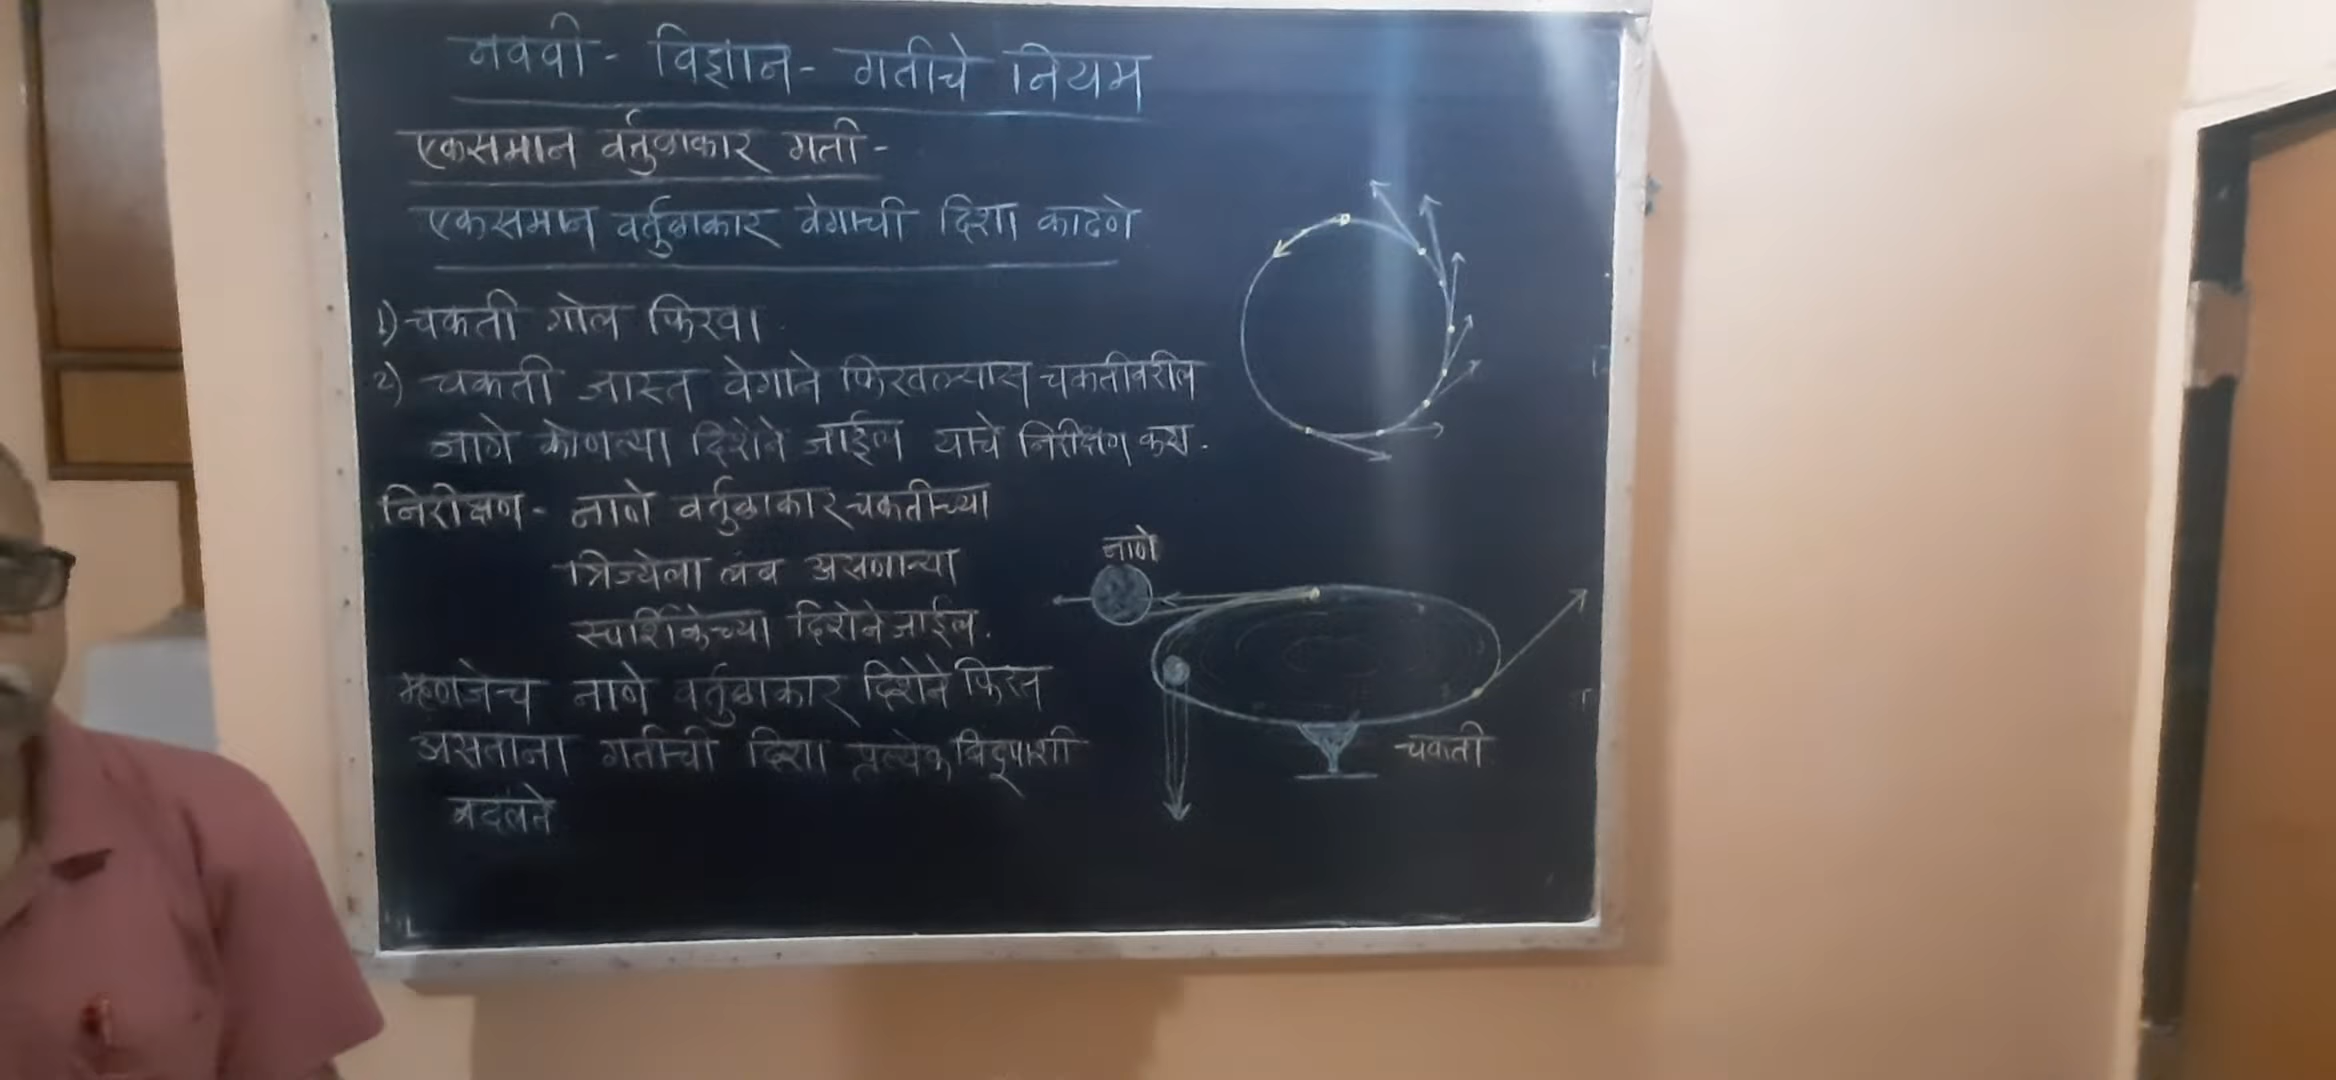 नववी - विज्ञान - गतीचे नियम
एकसमान वर्तुळाकार गती -
एकसमान वर्तुळाकार वेगाची दिशा काढणे
1) चकती गोल फिरवा.
2) चकती जास्त वेगाने फिरवल्यास चकतीवरील
नाणे कोणत्या दिशेने जाईल याचे निरीक्षण करा.
निरीक्षण - नाणे वर्तुळाकार चकतीच्या
त्रिज्येला लंब असणाऱ्या
स्पर्शिकेच्या दिशेने जाईल.
म्हणजेच नाणे वर्तुळाकार दिशेने फिरत
असताना गतीची दिशा प्रत्येक बिंदूपाशी
बदलते
नाणे
चकती